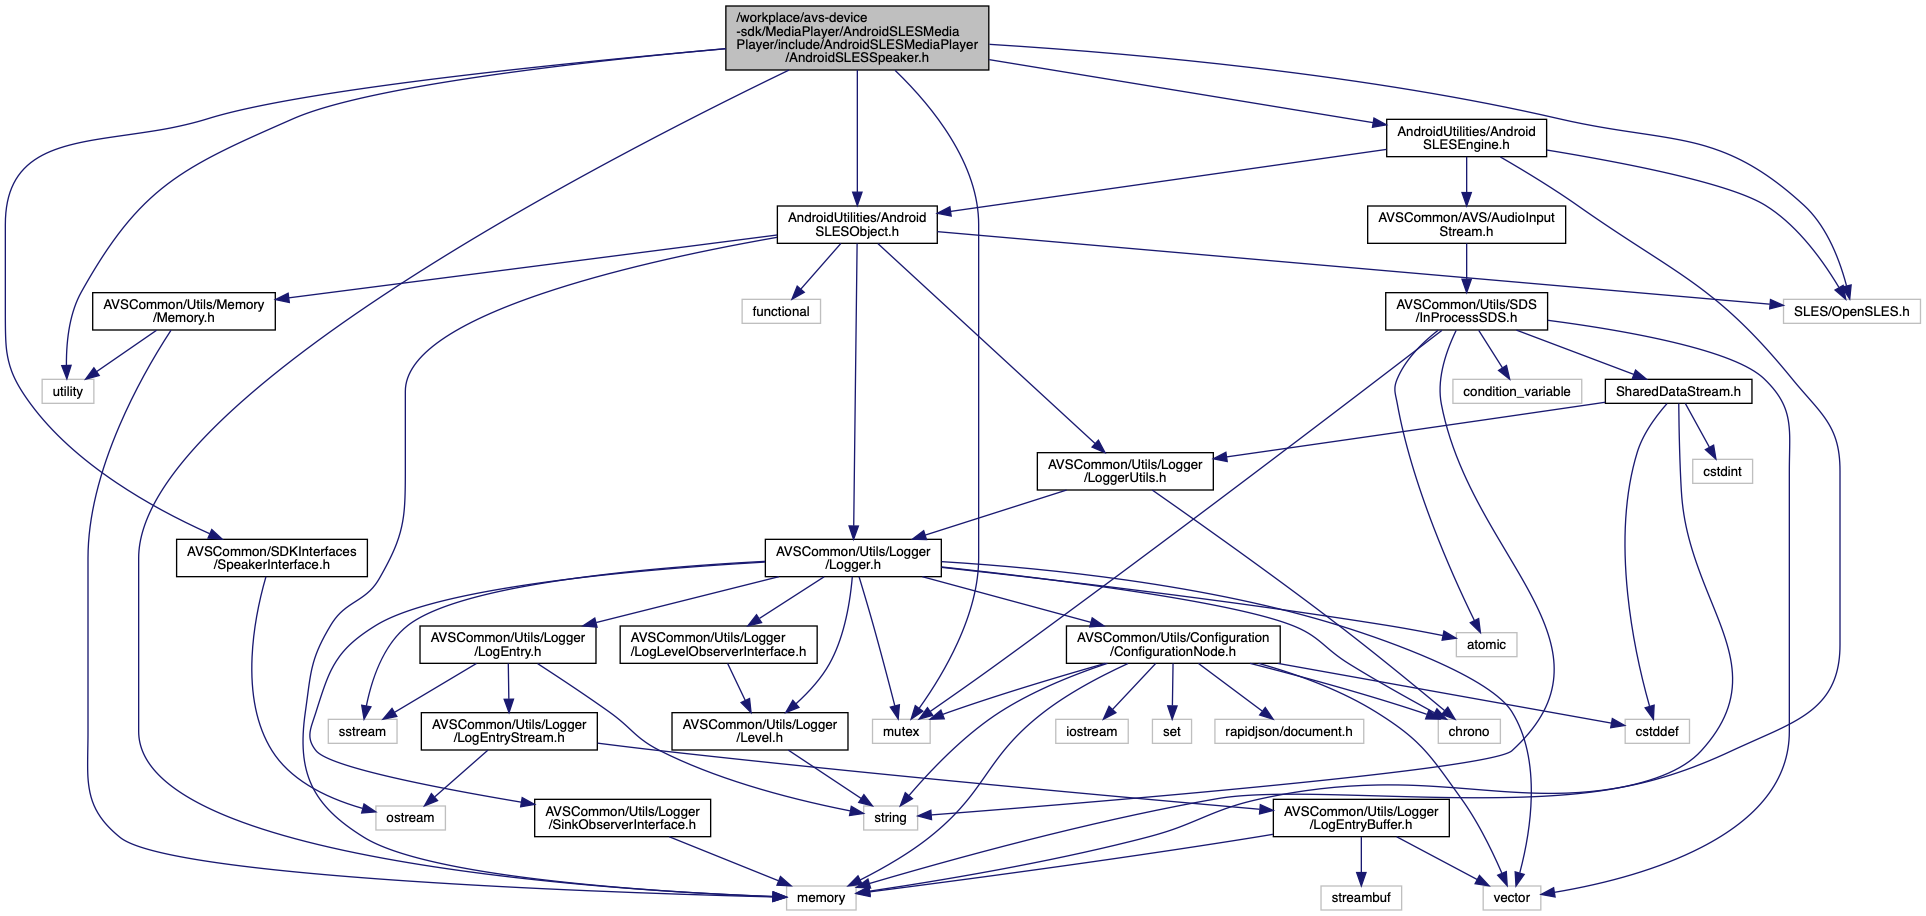 /workplace/avs-device
-sdk/MediaPlayer/AndroidSLESMedia
Player/include/AndroidSLESMediaPlayer
/AndroidSLESSpeaker.h
AndroidUtilities/Android
SLESEngine.h
AndroidUtilities/Android
SLESObject.h
AVSCommon/AVS/AudioInput
Stream.h
AVSCommon/Utils/Memory
/Memory.h
functional
AVSCommon/Utils/SDS
/InProcessSDS.h
SLES/OpenSLES.h
utility
condition_variable
SharedDataStream.h
AVSCommon/Utils/Logger
/LoggerUtils.h
cstdint
AVSCommon/SDKInterfaces
/SpeakerInterface.h
AVSCommon/Utils/Logger
/Logger.h
AVSCommon/Utils/Logger
/LogEntry.h
AVSCommon/Utils/Logger
/LogLevelObserverInterface.h
AVSCommon/Utils/Configuration
/ConfigurationNode.h
atomic
sstream
AVSCommon/Utils/Logger
/LogEntryStream.h
AVSCommon/Utils/Logger
/Level.h
mutex
iostream
set
rapidjson/document.h
chrono
cstddef
ostream
AVSCommon/Utils/Logger
/SinkObserverInterface.h
string
AVSCommon/Utils/Logger
/LogEntryBuffer.h
memory
streambuf
vector